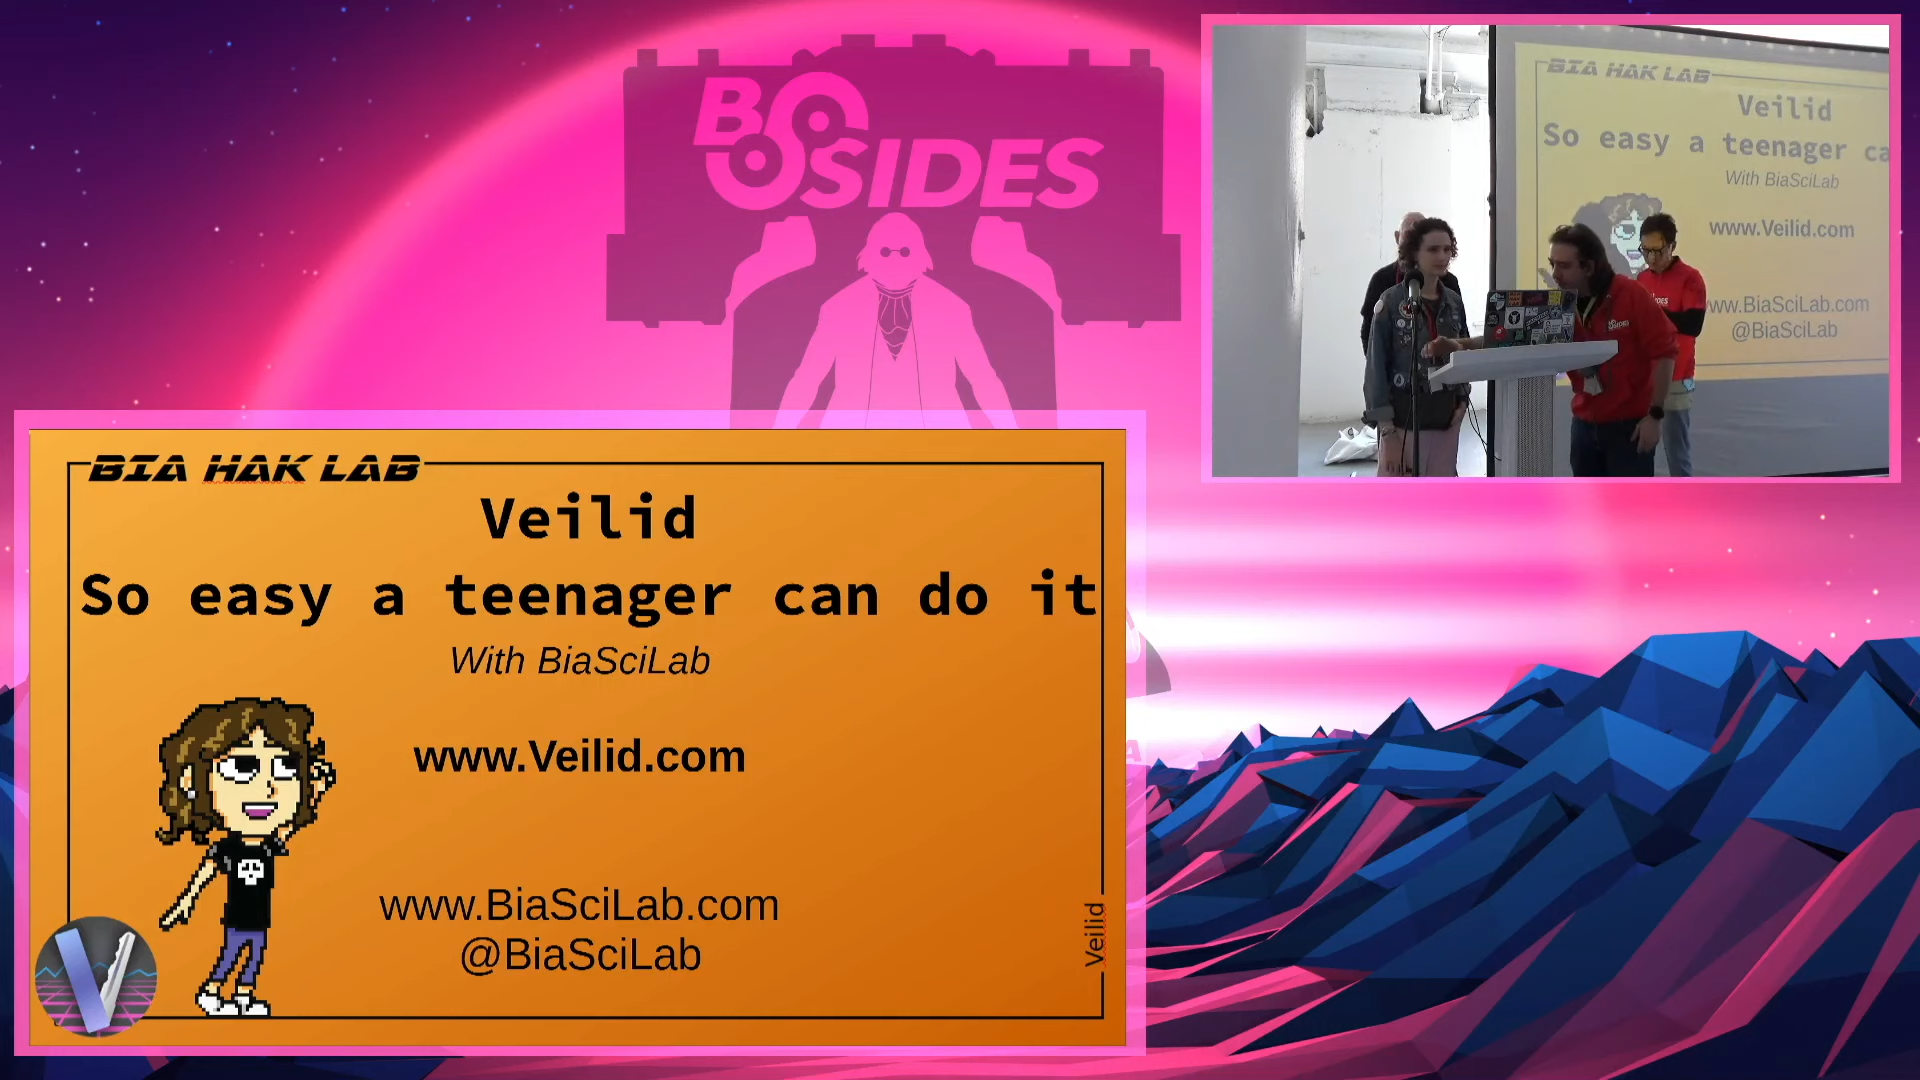 BSIDES
BIA HAK LAB
Veilid
So easy a teenager can do it
With BiaSciLab
www.Veilid.com
www.BiaSciLab.com
@BiaSciLab
Veilid
BIA HAK LAB
Veilid
So easy a teenager ca
With BiaSciLab
www.Veilid.com
ww.BiaSciLab.com
@BiaSciLab